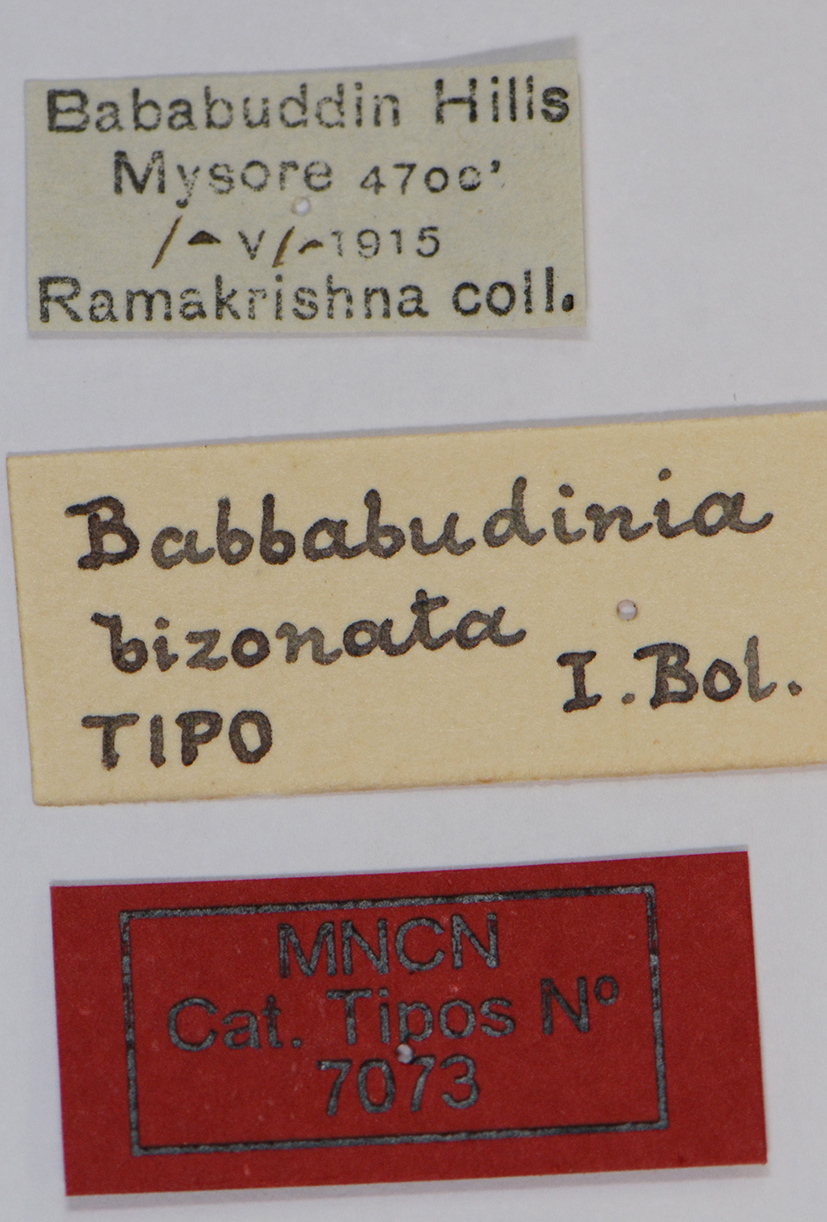 Bababuddin Hills
Mysore 4700'
V 1915
Ramakrishna coll.
Babbabudinia
bizonata
I. Bol.
TIPO
MNCN
Cat. Tipos Nº
7073